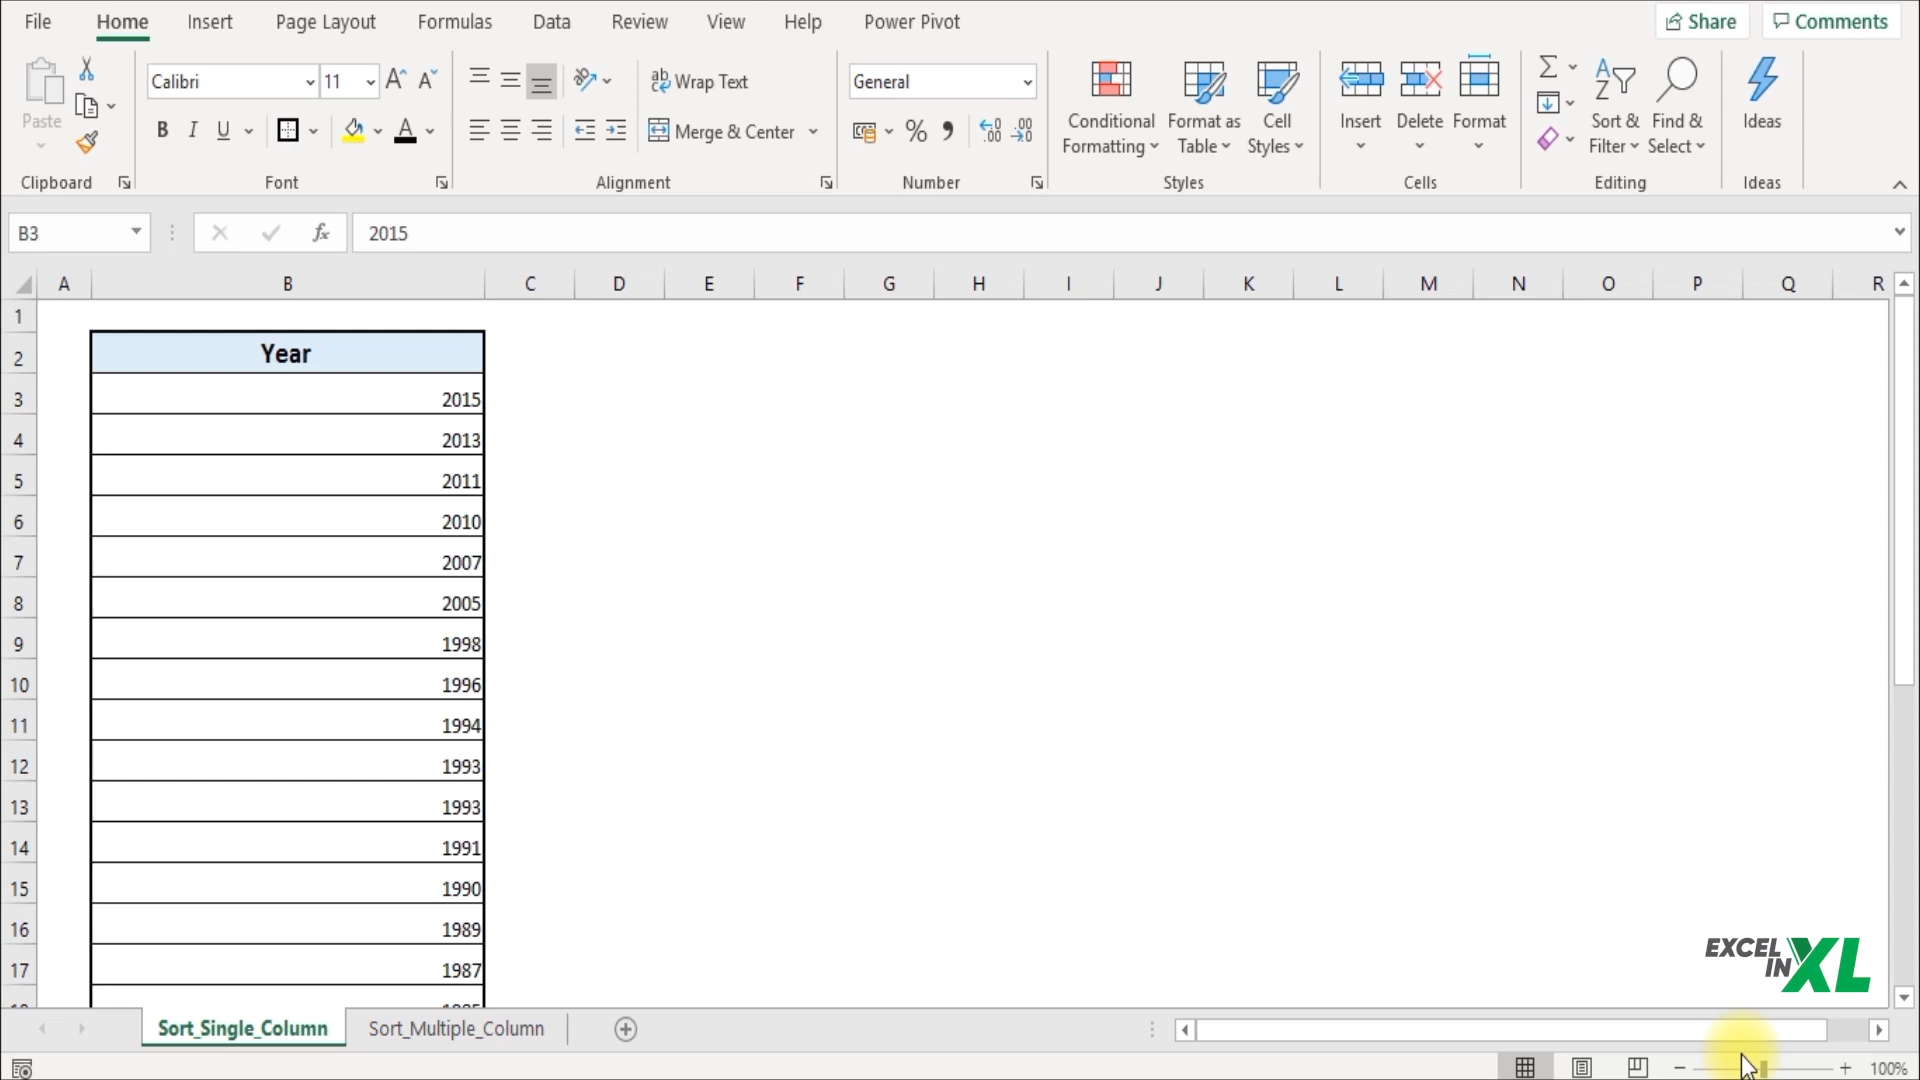 File Home Insert Page Layout Formulas Data Review View Help Power Pivot Share Comments
Calibri 11 A A ab Wrap Text General
Paste B I U A Merge & Center % Conditional Formatting Format as Table Cell Styles Insert Delete Format Sort & Filter Find & Select Ideas
Clipboard Font Alignment Number Styles Cells Editing Ideas
B3 fx 2015
A B C D E F G H I J K L M N O P Q R
1
2 Year
3 2015
4 2013
5 2011
6 2010
7 2007
8 2005
9 1998
10 1996
11 1994
12 1993
13 1993
14 1991
15 1990
16 1989
17 1987
EXCEL IN XL
Sort_Single_Column Sort_Multiple_Column
100%